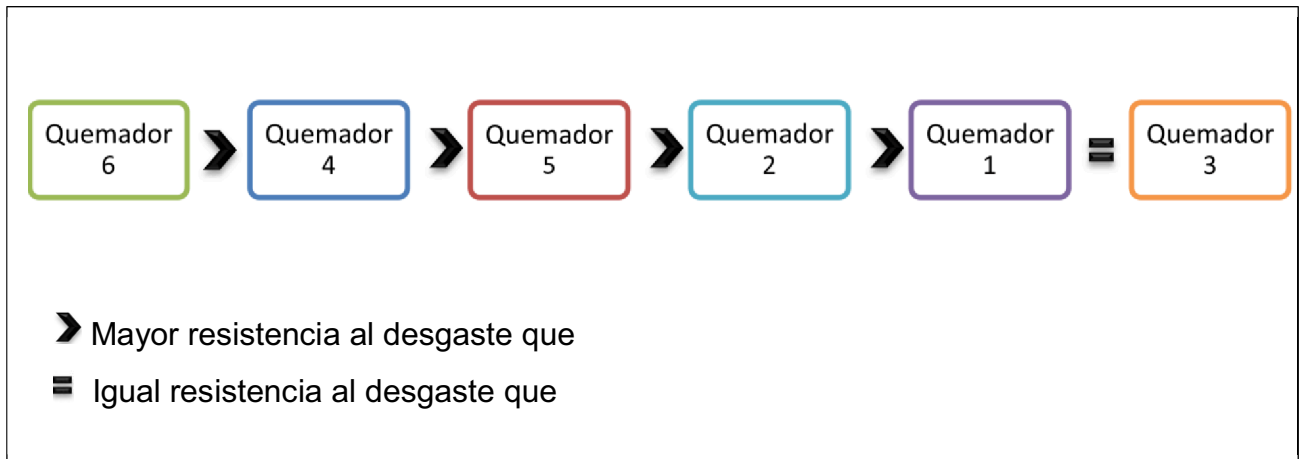 Quemador
6
Quemador
4
Quemador
5
Quemador
2
Quemador
1
=
Quemador
3
Mayor resistencia al desgaste que
= Igual resistencia al desgaste que